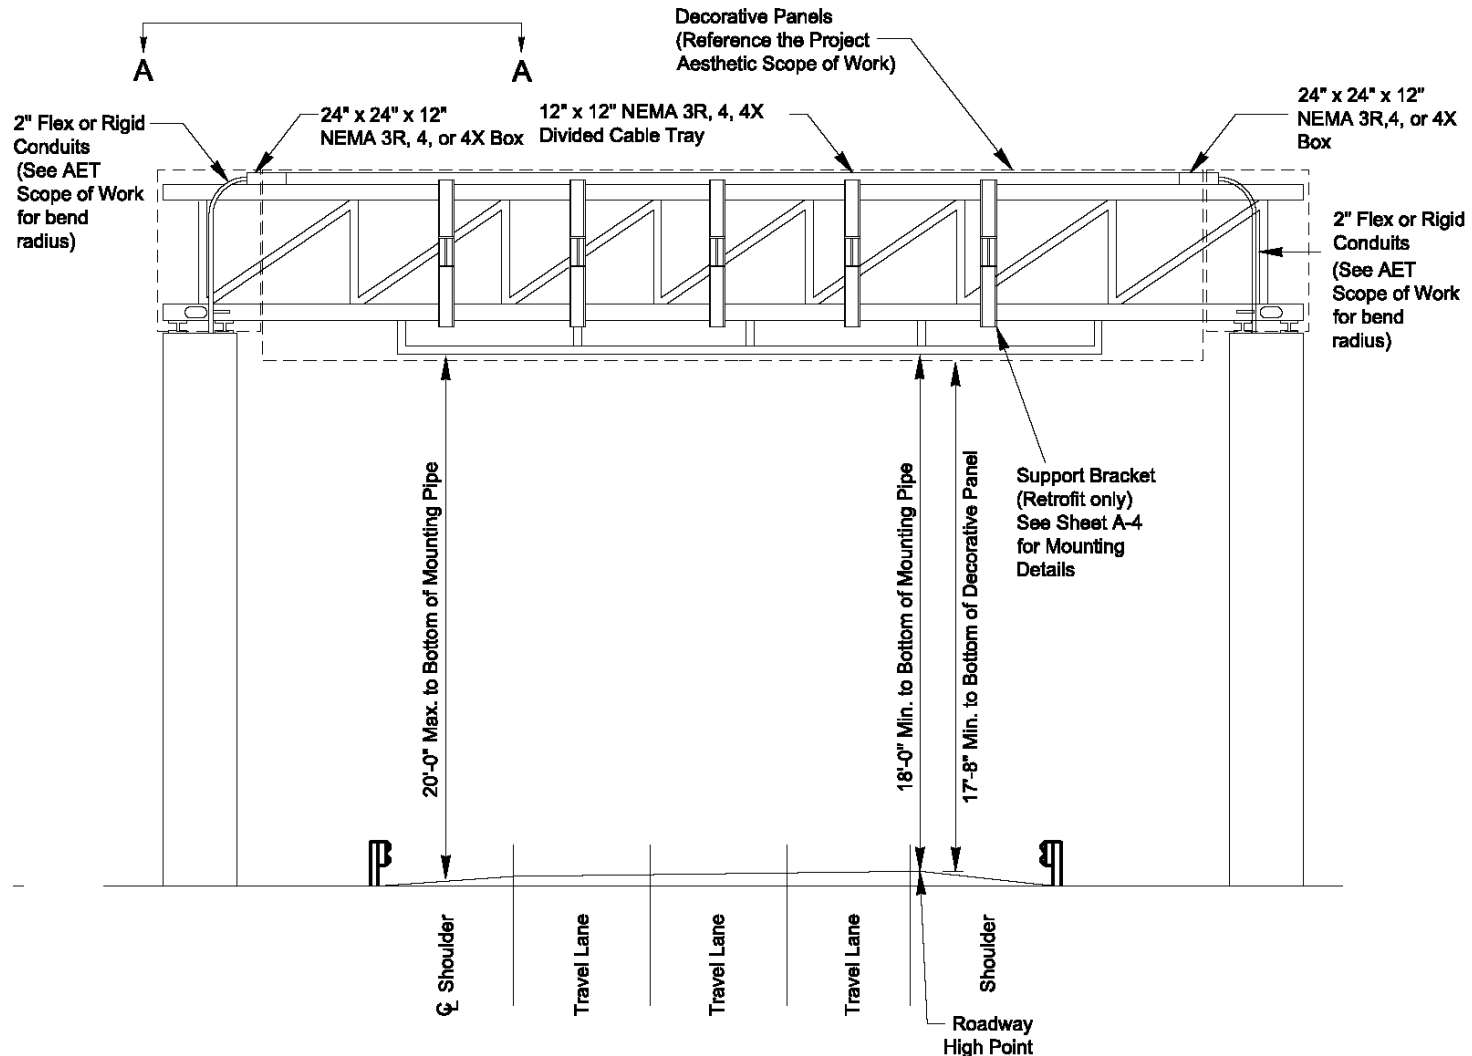 Decorative Panels
(Reference the Project
Aesthetic Scope of Work)
A
A
2" Flex or Rigid
Conduits
(See AET
Scope of Work
for bend
radius)
24" x 24" x 12"
NEMA 3R, 4, or 4X Box
12" x 12" NEMA 3R, 4, 4X
Divided Cable Tray
24" x 24" x 12"
NEMA 3R,4, or 4X
Box
2" Flex or Rigid
Conduits
(See AET
Scope of Work
for bend
radius)
Support Bracket
(Retrofit only)
See Sheet A-4
for Mounting
Details
20'-0" Max. to Bottom of Mounting Pipe
18'-0" Min. to Bottom of Mounting Pipe
17'-8" Min. to Bottom of Decorative Panel
℄ Shoulder
Travel Lane
Travel Lane
Travel Lane
Shoulder
Roadway
High Point